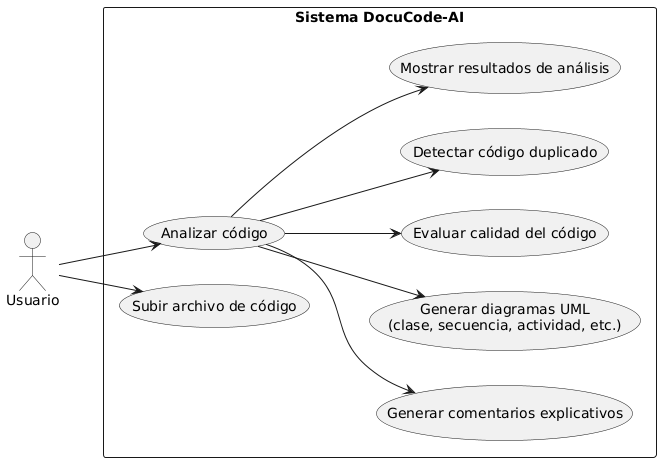 Sistema DocuCode-AI
Mostrar resultados de análisis
Detectar código duplicado
Analizar código
Evaluar calidad del código
Usuario
Subir archivo de código
Generar diagramas UML
(clase, secuencia, actividad, etc.)
Generar comentarios explicativos